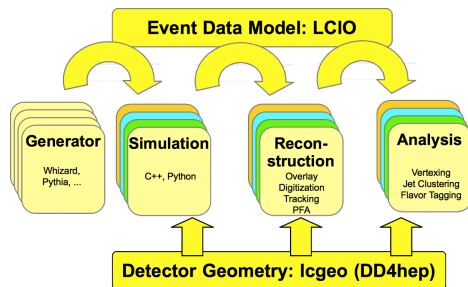 Event Data Model: LCIO
Generator
Whizard,
Pythia, ...
Simulation
C++, Python
Recon-
struction
Overlay
Digitization
Tracking
PFA
Analysis
Vertexing
Jet Clustering
Flavor Tagging
Detector Geometry: lcgeo (DD4hep)